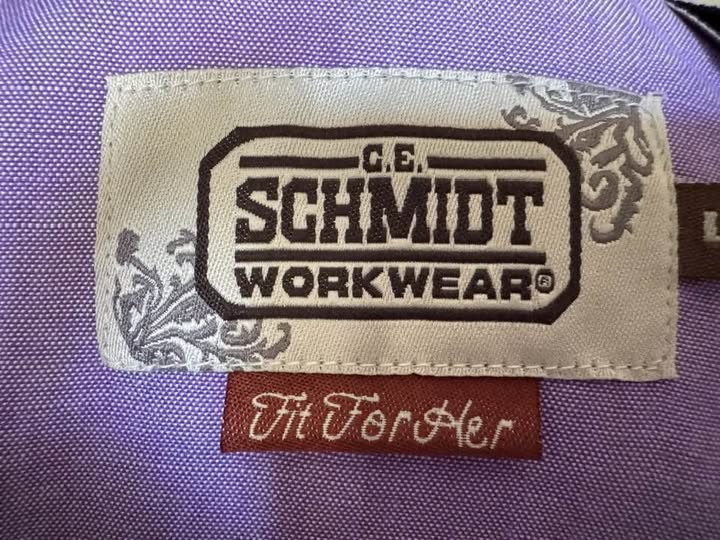 C.E.
SCHMIDT
WORKWEAR®
Fit For Her